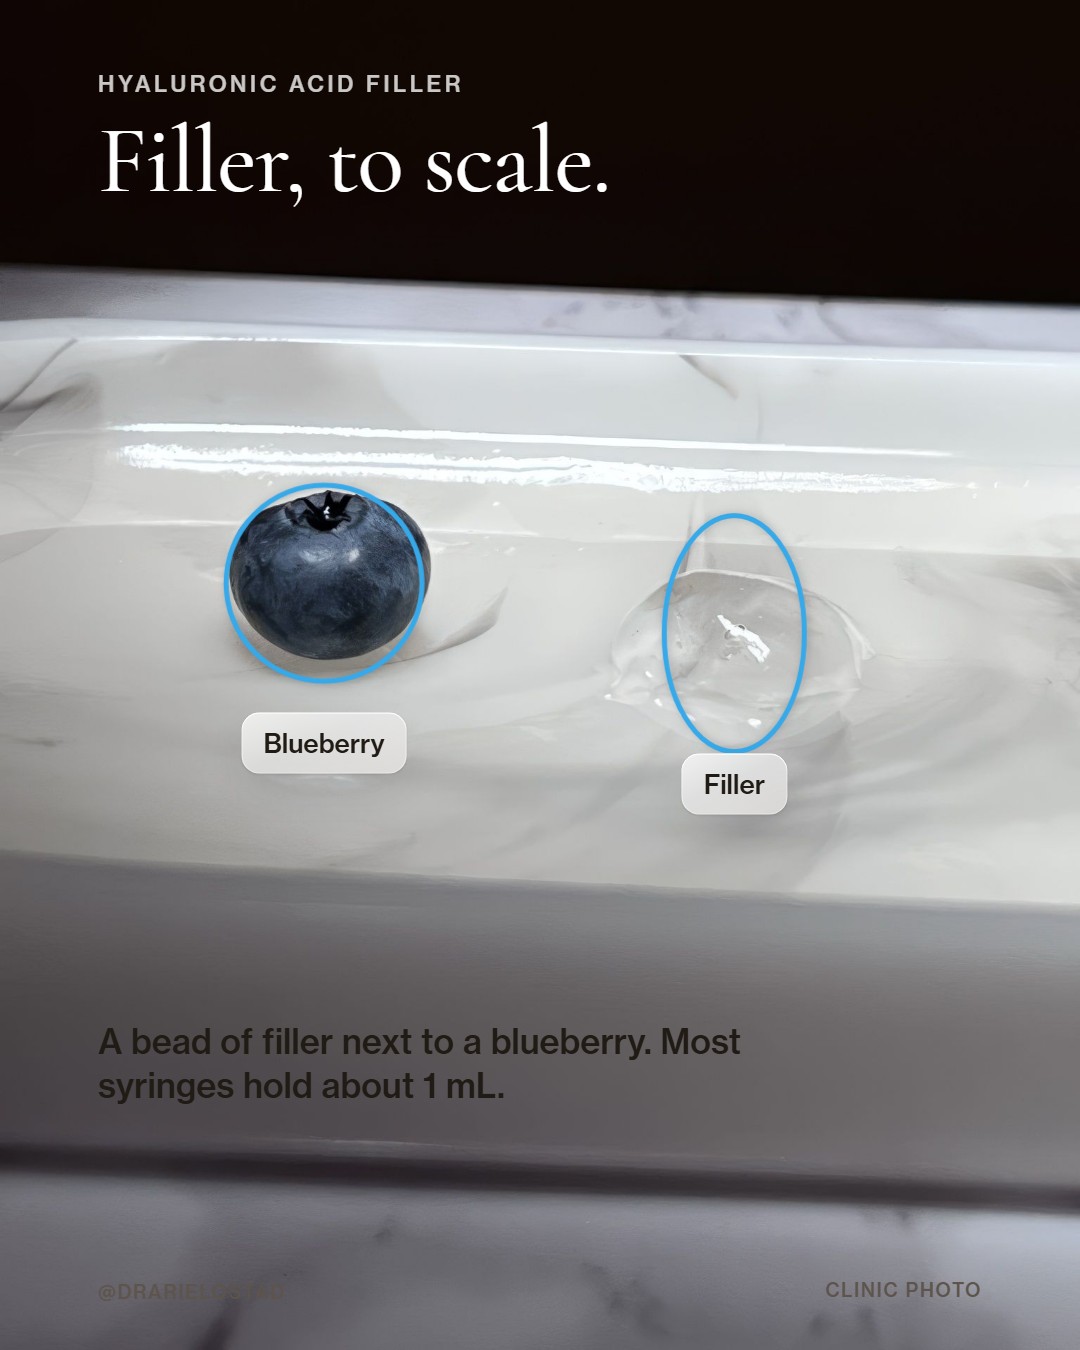 HYALURONIC ACID FILLER
Filler, to scale.
Blueberry
Filler
A bead of filler next to a blueberry. Most
syringes hold about 1 mL.
CLINIC PHOTO